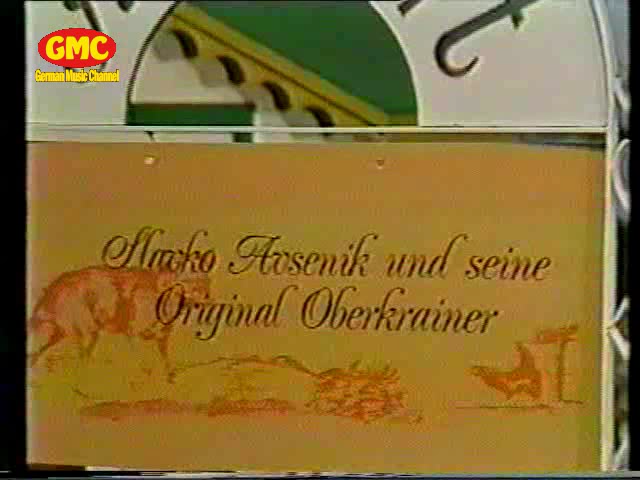 GMC
German Music Channel
Slavko Avsenik und seine
Original Oberkrainer